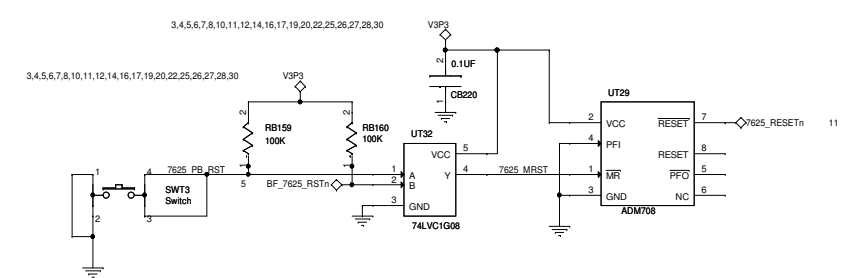 3,4,5,6,7,8,10,11,12,14,16,17,19,20,22,25,26,27,28,30
V3P3
3,4,5,6,7,8,10,11,12,14,16,17,19,20,22,25,26,27,28,30
V3P3
2
0.1UF
1
CB220
2
RB159
100K
1
2
RB160
100K
1
UT32
UT29
5
VCC
2
VCC
RESET
7
7625_RESETn
11
4
PFI
RESET
8
1
4
7625_PB_RST
5
1
A
Y
4
7625_MRST
1
MR
PFO
5
BF_7625_RSTn
2
B
SWT3
Switch
2
3
3
GND
3
GND
NC
6
74LVC1G08
ADM708